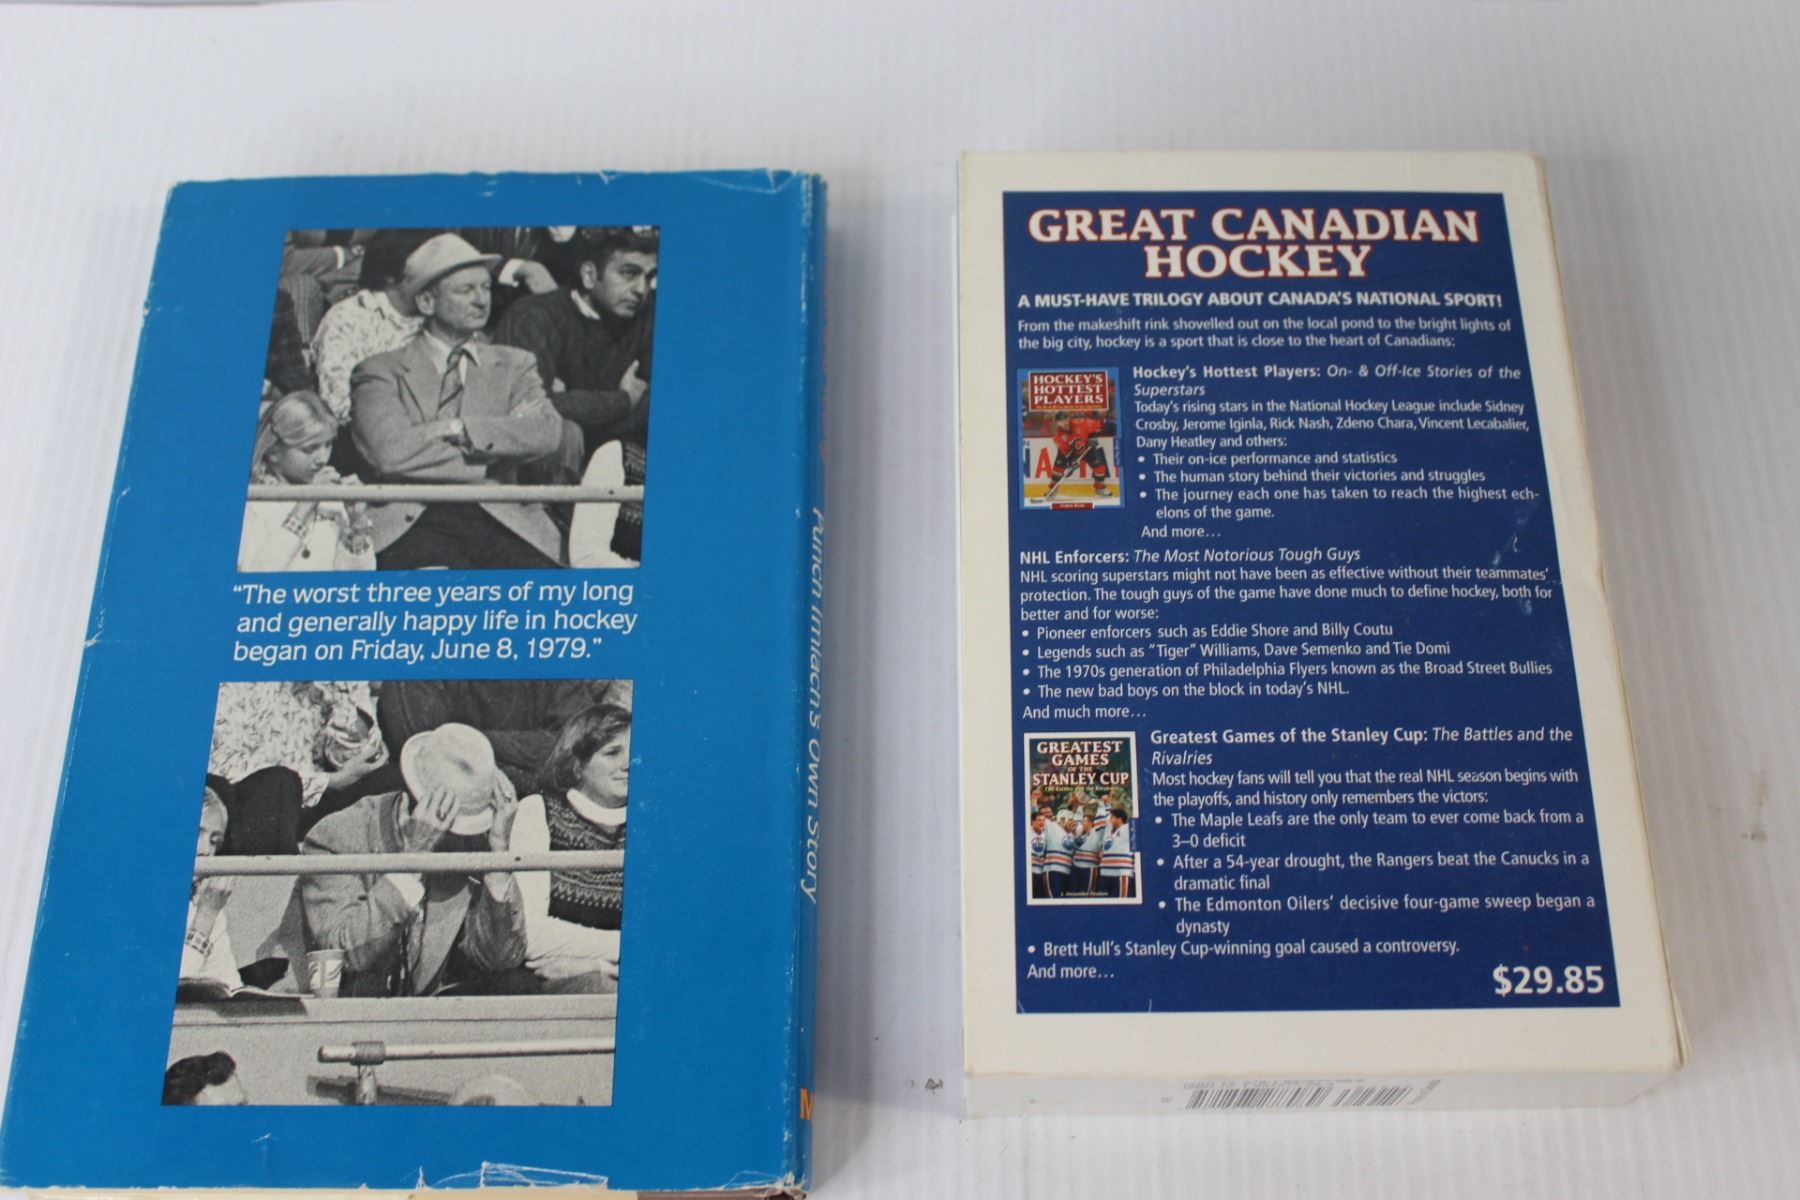 "The worst three years of my long
and generally happy life in hockey
began on Friday, June 8, 1979."
Punch Imlach's Own Story
GREAT CANADIAN
HOCKEY
A MUST-HAVE TRILOGY ABOUT CANADA'S NATIONAL SPORT!
From the makeshift rink shovelled out on the local pond to the bright lights of
the big city, hockey is a sport that is close to the heart of Canadians:
HOCKEY'S
HOTTEST
PLAYERS
Hockey's Hottest Players: On- & Off-Ice Stories of the
Superstars
Today's rising stars in the National Hockey League include Sidney
Crosby, Jerome Iginla, Rick Nash, Zdeno Chara, Vincent Lecabalier,
Dany Heatley and others:
• Their on-ice performance and statistics
• The human story behind their victories and struggles
• The journey each one has taken to reach the highest ech-
elons of the game.
And more...
NHL Enforcers: The Most Notorious Tough Guys
NHL scoring superstars might not have been as effective without their teammates'
protection. The tough guys of the game have done much to define hockey, both for
better and for worse:
• Pioneer enforcers such as Eddie Shore and Billy Coutu
• Legends such as "Tiger" Williams, Dave Semenko and Tie Domi
• The 1970s generation of Philadelphia Flyers known as the Broad Street Bullies
• The new bad boys on the block in today's NHL.
And much more...
GREATEST
GAMES
OF THE
STANLEY CUP
The Battles and the Rivalries
Greatest Games of the Stanley Cup: The Battles and the
Rivalries
Most hockey fans will tell you that the real NHL season begins with
the playoffs, and history only remembers the victors:
• The Maple Leafs are the only team to ever come back from a
3–0 deficit
• After a 54-year drought, the Rangers beat the Canucks in a
dramatic final
• The Edmonton Oilers' decisive four-game sweep began a
dynasty
• Brett Hull's Stanley Cup-winning goal caused a controversy.
And more...
$29.85